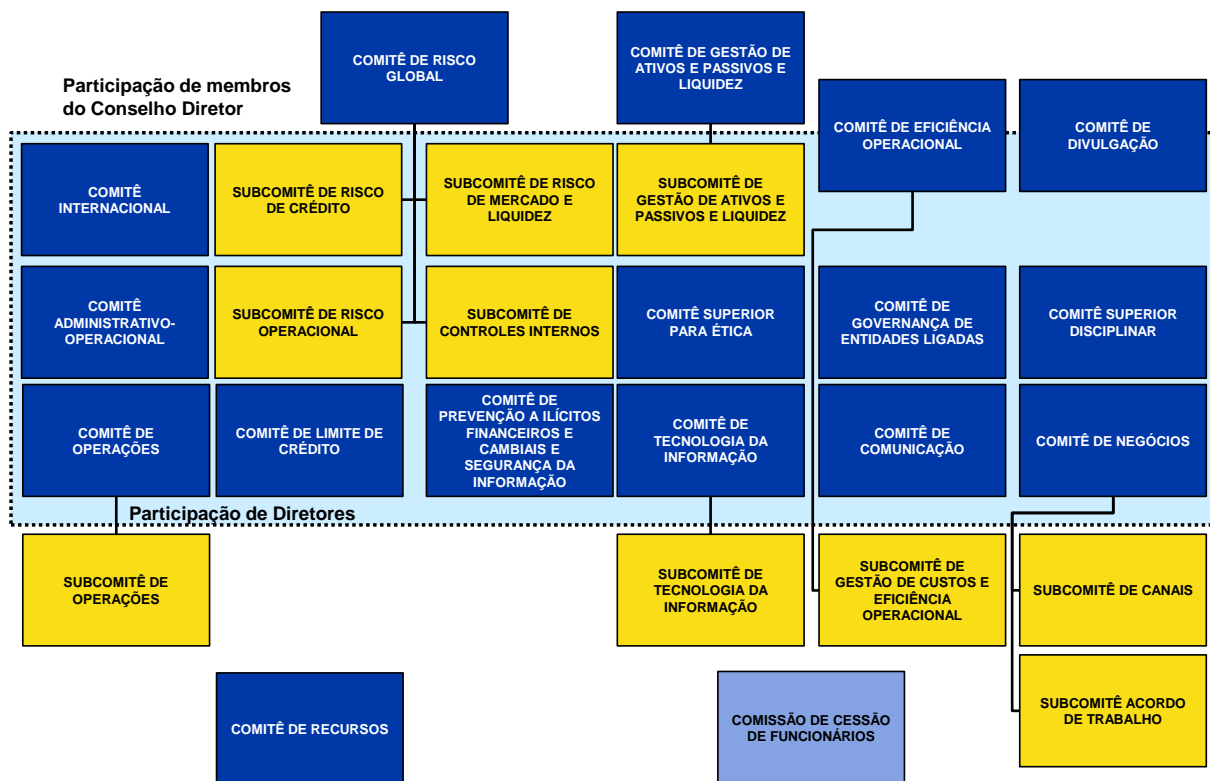 COMITÊ DE RISCO
GLOBAL
COMITÊ DE GESTÃO DE
ATIVOS E PASSIVOS E
LIQUIDEZ
Participação de membros
do Conselho Diretor
COMITÊ DE EFICIÊNCIA
OPERACIONAL
COMITÊ DE
DIVULGAÇÃO
COMITÊ
INTERNACIONAL
SUBCOMITÊ DE RISCO
DE CRÉDITO
SUBCOMITÊ DE RISCO
DE MERCADO E
LIQUIDEZ
SUBCOMITÊ DE
GESTÃO DE ATIVOS E
PASSIVOS E LIQUIDEZ
COMITÊ
ADMINISTRATIVO-
OPERACIONAL
SUBCOMITÊ DE RISCO
OPERACIONAL
SUBCOMITÊ DE
CONTROLES INTERNOS
COMITÊ SUPERIOR
PARA ÉTICA
COMITÊ DE
GOVERNANÇA DE
ENTIDADES LIGADAS
COMITÊ SUPERIOR
DISCIPLINAR
COMITÊ DE
OPERAÇÕES
COMITÊ DE LIMITE DE
CRÉDITO
COMITÊ DE
PREVENÇÃO A ILÍCITOS
FINANCEIROS E
CAMBIAIS E
SEGURANÇA DA
INFORMAÇÃO
COMITÊ DE
TECNOLOGIA DA
INFORMAÇÃO
COMITÊ DE
COMUNICAÇÃO
COMITÊ DE NEGÓCIOS
Participação de Diretores
SUBCOMITÊ DE
OPERAÇÕES
SUBCOMITÊ DE
TECNOLOGIA DA
INFORMAÇÃO
SUBCOMITÊ DE
GESTÃO DE CUSTOS E
EFICIÊNCIA
OPERACIONAL
SUBCOMITÊ DE CANAIS
SUBCOMITÊ ACORDO
DE TRABALHO
COMITÊ DE RECURSOS
COMISSÃO DE CESSÃO
DE FUNCIONÁRIOS